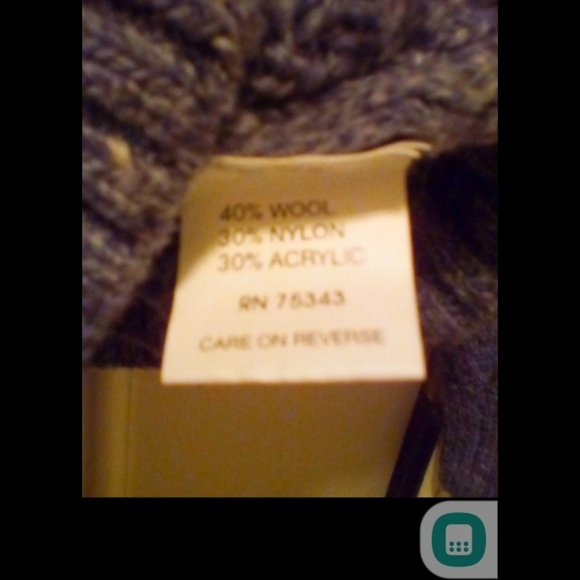 40% WOOL
30% NYLON
30% ACRYLIC
RN 75343
CARE ON REVERSE